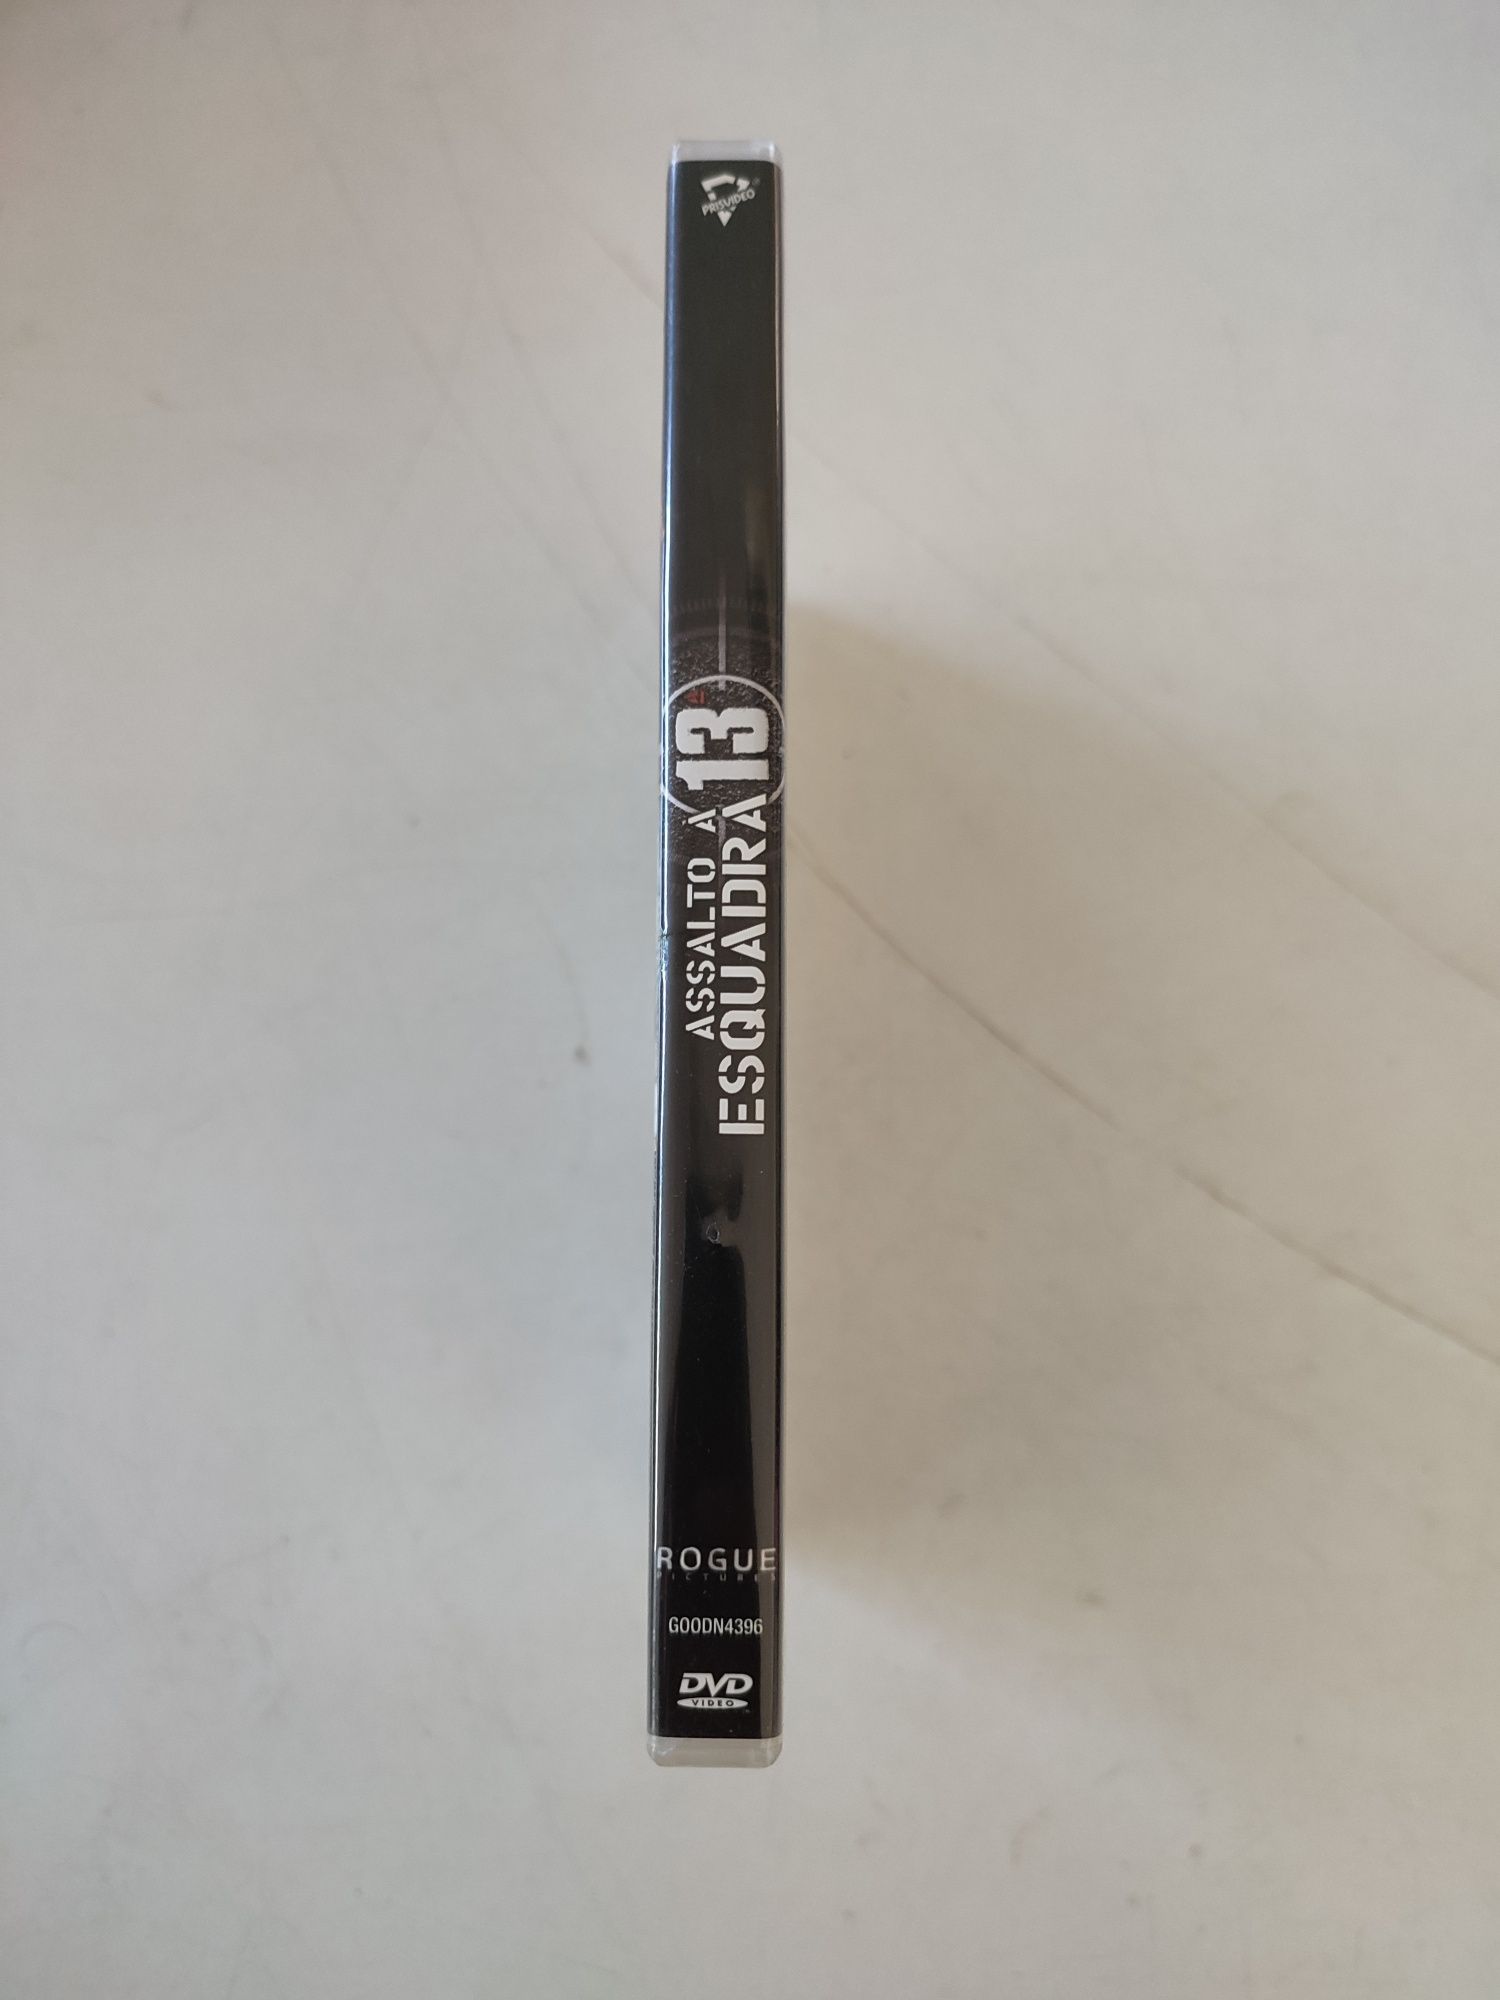 PRISVIDEO
ASSALTO À
ESQUADRA 13
ROGUE
PICTURES
GOODN4396
DVD
VIDEO